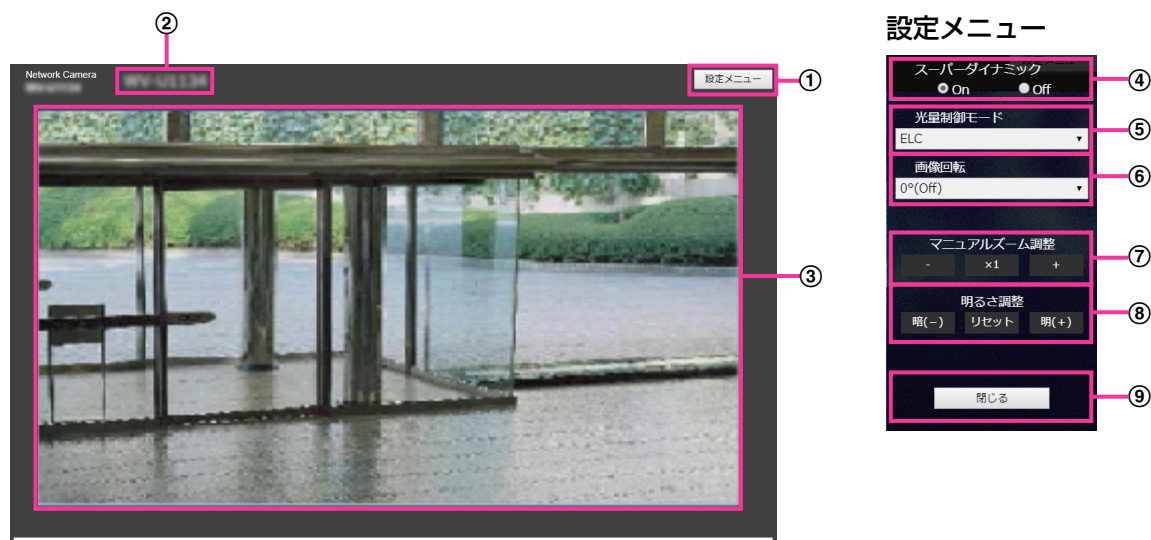 ②
設定メニュー
Network Camera
WV-U1134
設定メニュー
①
③
スーパーダイナミック
On Off
④
光量制御モード
ELC
⑤
画像回転
0°(Off)
⑥
マニュアルズーム調整
- ×1 +
⑦
明るさ調整
暗(-) リセット 明(+)
⑧
閉じる
⑨